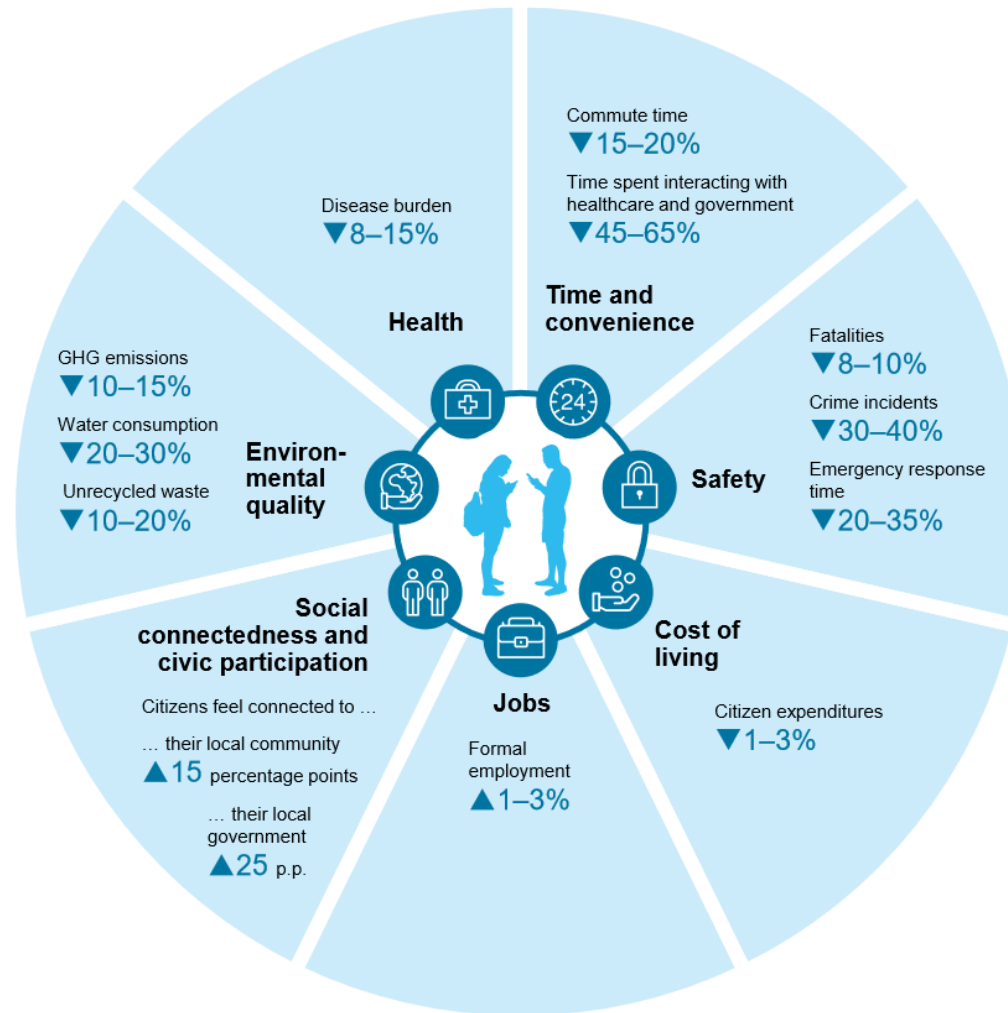 Commute time
▼15–20%
Time spent interacting with
healthcare and government
▼45–65%
Time and
convenience
Fatalities
▼8–10%
Crime incidents
▼30–40%
Emergency response
time
▼20–35%
Safety
Cost of
living
Citizen expenditures
▼1–3%
Jobs
Formal
employment
▲1–3%
Social
connectedness and
civic participation
Citizens feel connected to …
… their local community
▲15 percentage points
… their local
government
▲25 p.p.
GHG emissions
▼10–15%
Water consumption
▼20–30%
Unrecycled waste
▼10–20%
Environ-
mental
quality
Disease burden
▼8–15%
Health
24